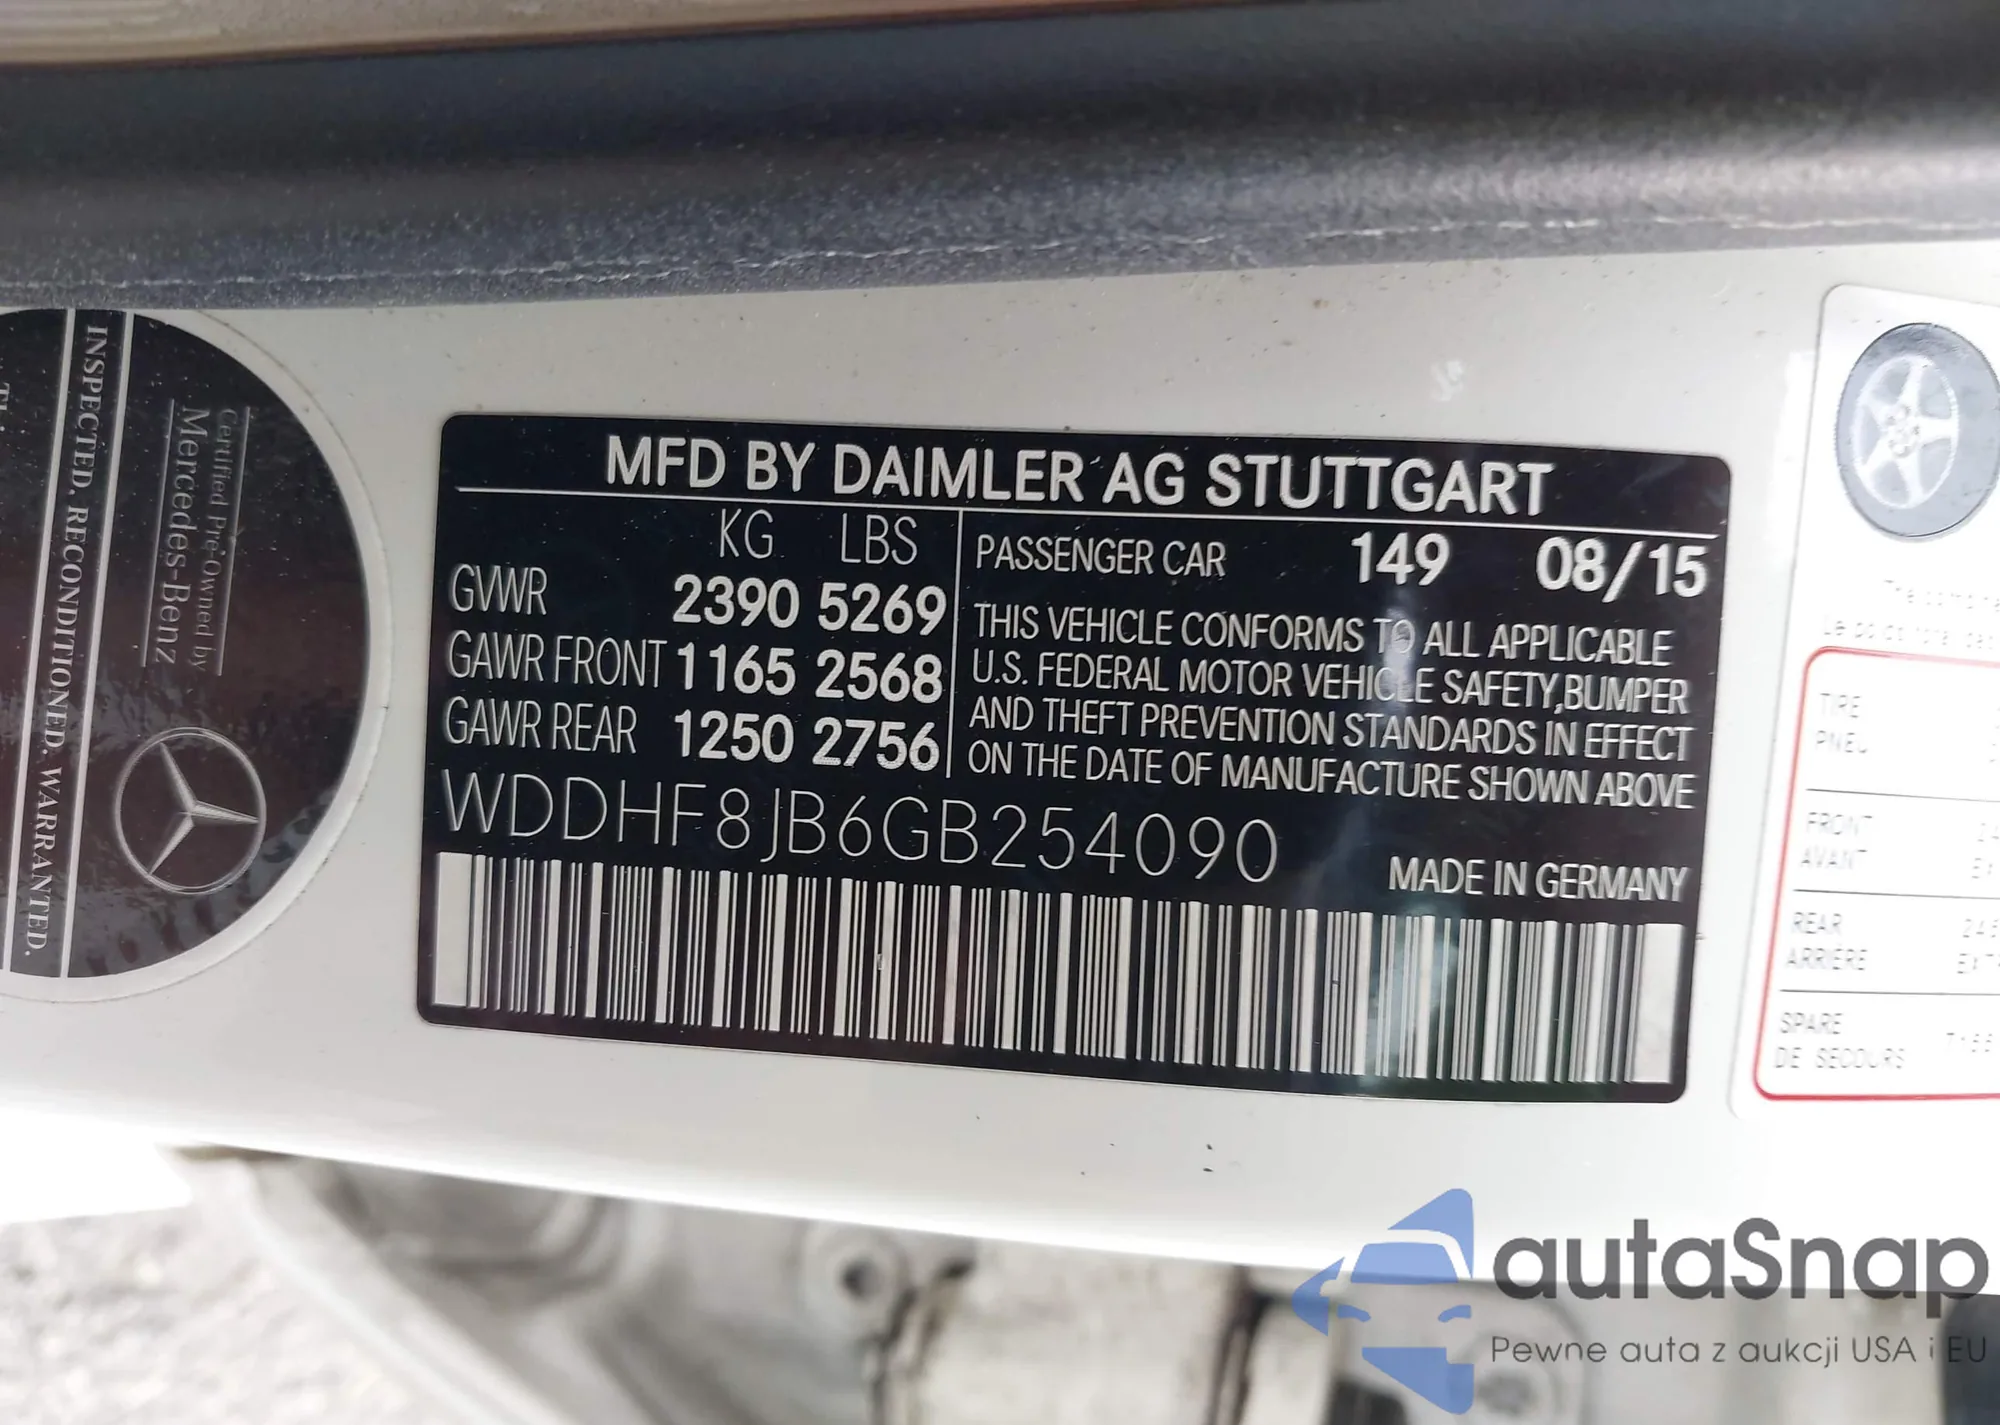 INSPECTED. RECONDITIONED. WARRANTED.
Certified Pre-Owned by
Mercedes-Benz
MFD BY DAIMLER AG STUTTGART
KG LBS
GVWR 2390 5269
GAWR FRONT 1165 2568
GAWR REAR 1250 2756
PASSENGER CAR 149 08/15
THIS VEHICLE CONFORMS TO ALL APPLICABLE
U.S. FEDERAL MOTOR VEHICLE SAFETY,BUMPER
AND THEFT PREVENTION STANDARDS IN EFFECT
ON THE DATE OF MANUFACTURE SHOWN ABOVE
WDDHF8JB6GB254090
MADE IN GERMANY
TIRE
PNEU
FRONT
AVANT
REAR
ARRIERE
SPARE
DE SECOURS
autaSnap
Pewne auta z aukcji USA i EU